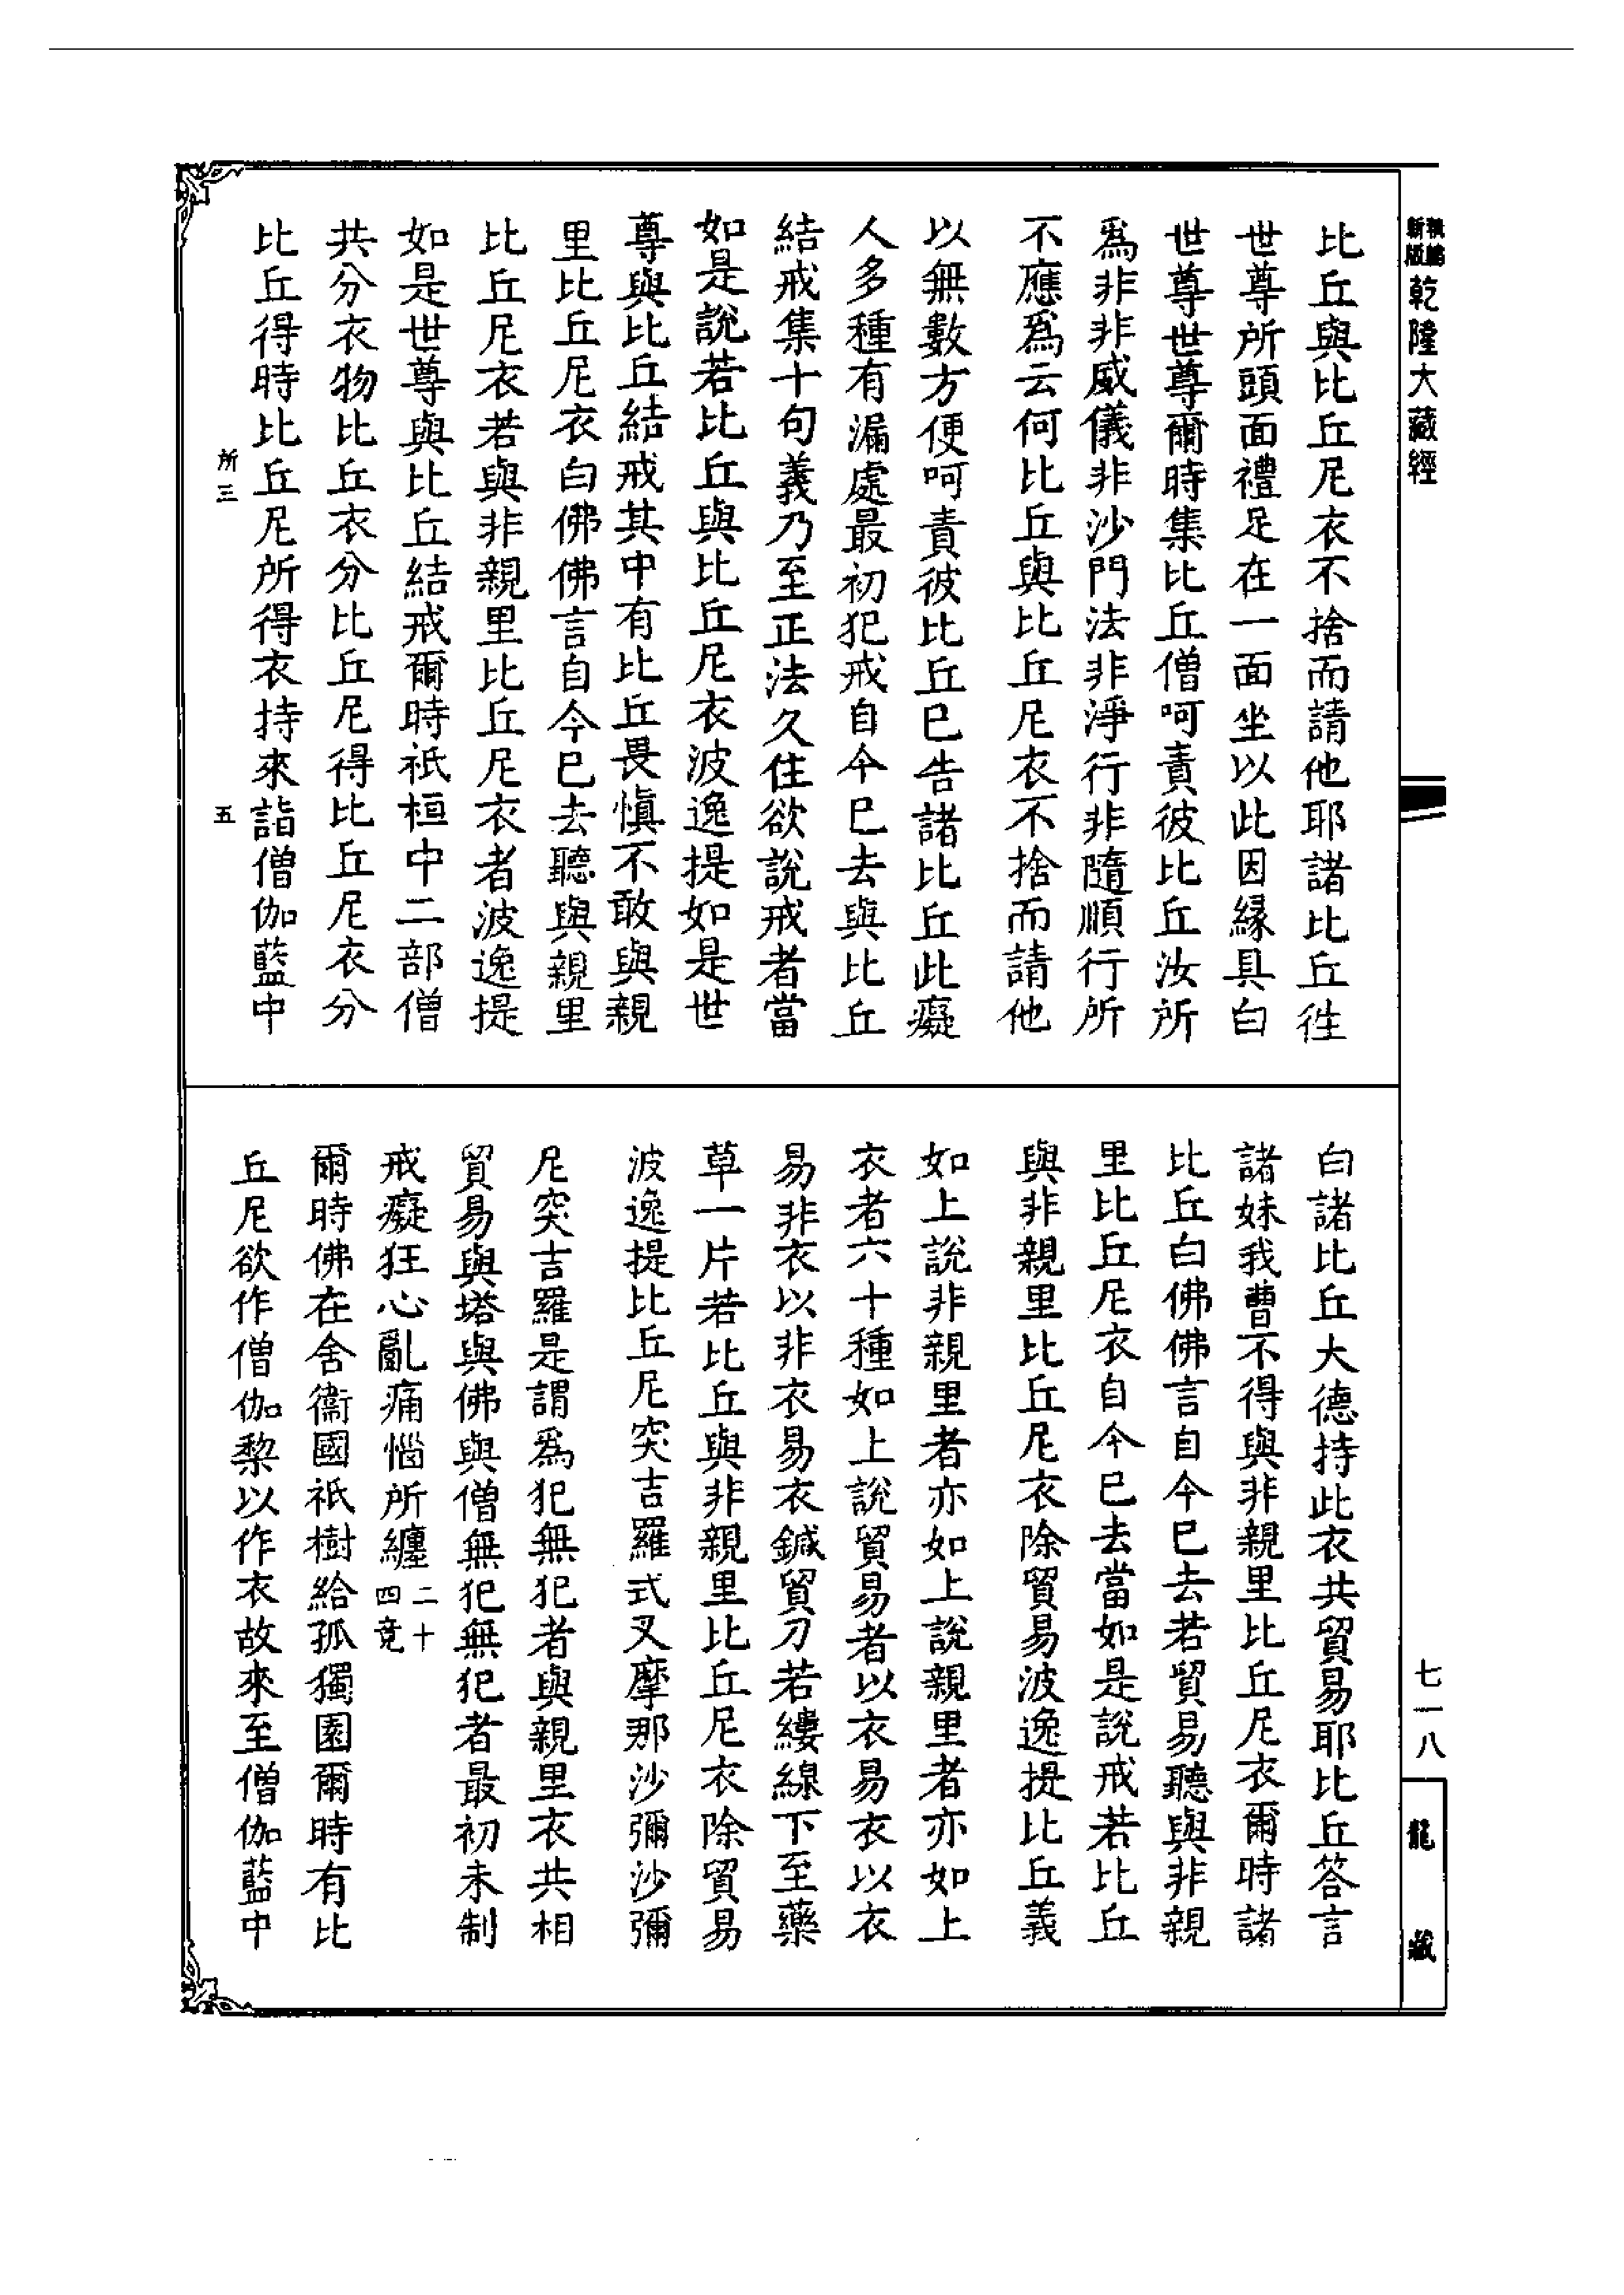 新版
乾隆大藏經
比丘與比丘尼衣不捨而請他耶諸比丘徃
世尊所頭面禮足在一面坐以此因縁具白
世尊世尊爾時集比丘僧呵責彼比丘汝所
爲非非威儀非沙門法非淨行非隨順行所
不應爲云何比丘與比丘尼衣不捨而請他
以無數方便呵責彼比丘已告諸比丘此癡
人多種有漏處最初犯戒自今已去與比丘
結戒集十句義乃至正法久住欲說戒者當
如是說若比丘與比丘尼衣波逸提如是世
尊與比丘結戒其中有比丘畏慎不敢與親
里比丘尼衣白佛佛言自今已去聽與親里
比丘尼衣若與非親里比丘尼衣者波逸提
如是世尊與比丘結戒爾時祇桓中二部僧
共分衣物比丘衣分比丘尼得比丘尼衣分
比丘得時比丘尼所得衣持來詣僧伽藍中
所三
五
白諸比丘大德持此衣共貿易耶比丘答言
諸妹我曹不得與非親里比丘尼衣爾時諸
比丘白佛佛言自今已去若貿易聽與非親
里比丘尼衣自今已去當如是說戒若比丘
與非親里比丘尼衣除貿易波逸提比丘義
如上說非親里者亦如上說親里者亦如上
衣者六十種如上說貿易者以衣易衣以衣
易非衣以非衣易衣鍼貿刀若縷線下至藥
草一片若比丘與非親里比丘尼衣除貿易
波逸提比丘尼突吉羅式叉摩那沙彌沙彌
尼突吉羅是謂爲犯無犯者與親里衣共相
貿易與塔與佛與僧無犯無犯者最初未制
戒癡狂心亂痛惱所纏二十四竟
爾時佛在舍衞國祇樹給孤獨園爾時有比
丘尼欲作僧伽梨以作衣故來至僧伽藍中
七一八
龍藏